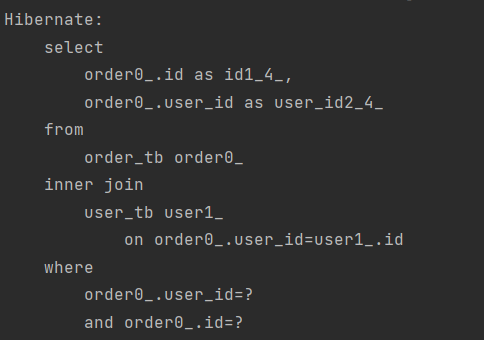 Hibernate:
    select
        order0_.id as id1_4_,
        order0_.user_id as user_id2_4_
    from
        order_tb order0_
    inner join
        user_tb user1_
            on order0_.user_id=user1_.id
    where
        order0_.user_id=?
        and order0_.id=?